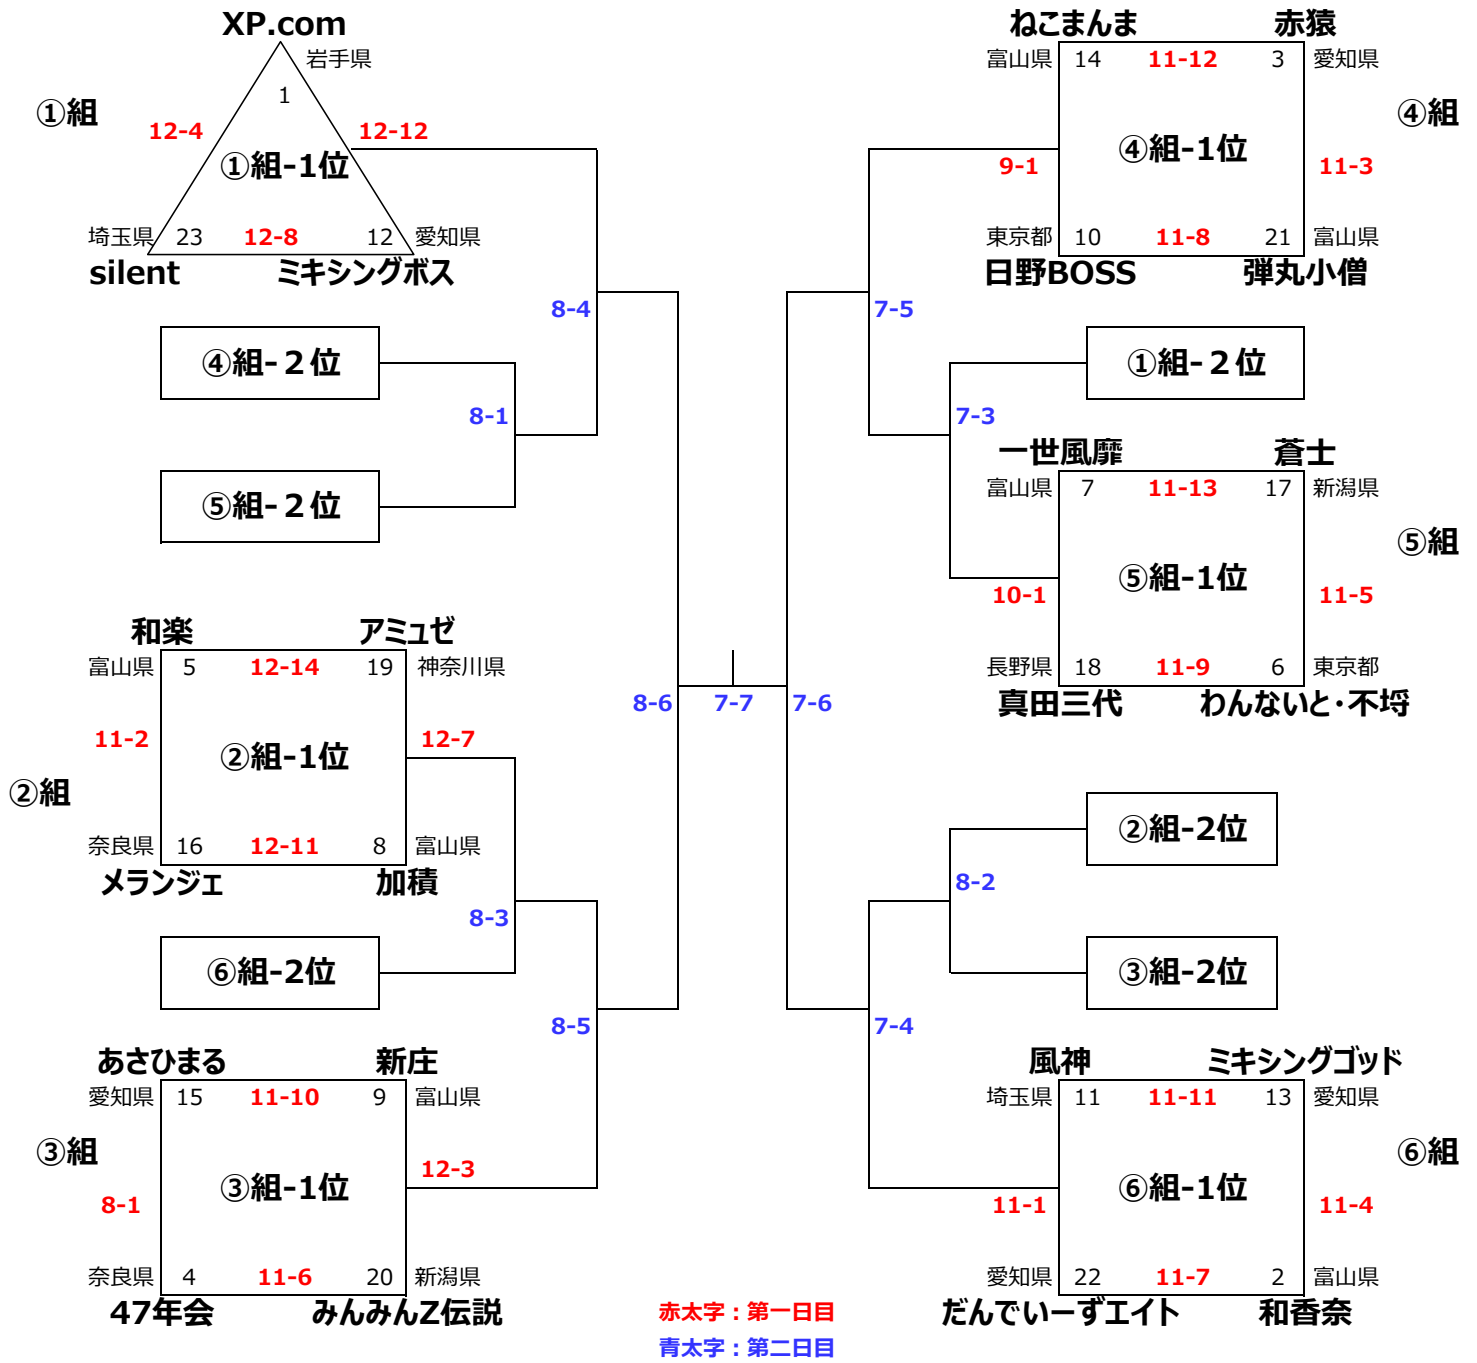 XP.com
岩手県
1
①組
12-4
12-12
①組-1位
埼玉県 23 12-8 12 愛知県
silent ミキシングボス
8-4
④組-２位
8-1
⑤組-２位
和楽 アミュゼ
富山県 5 12-14 19 神奈川県
11-2
②組-1位
12-7
②組
奈良県 16 12-11 8 富山県
メランジェ 加積
8-3
⑥組-2位
8-5
あさひまる 新庄
愛知県 15 11-10 9 富山県
③組
8-1
③組-1位
12-3
奈良県 4 11-6 20 新潟県
47年会 みんみんZ伝説
8-6
7-7
7-6
ねこまんま 赤猿
富山県 14 11-12 3 愛知県
④組
9-1
④組-1位
11-3
東京都 10 11-8 21 富山県
日野BOSS 弾丸小僧
7-5
①組-２位
7-3
一世風靡 蒼士
富山県 7 11-13 17 新潟県
⑤組
10-1
⑤組-1位
11-5
長野県 18 11-9 6 東京都
真田三代 わんないと・不埒
②組-2位
8-2
③組-2位
7-4
風神 ミキシングゴッド
埼玉県 11 11-11 13 愛知県
⑥組
11-1
⑥組-1位
11-4
愛知県 22 11-7 2 富山県
だんでいーずエイト 和香奈
赤太字：第一日目
青太字：第二日目